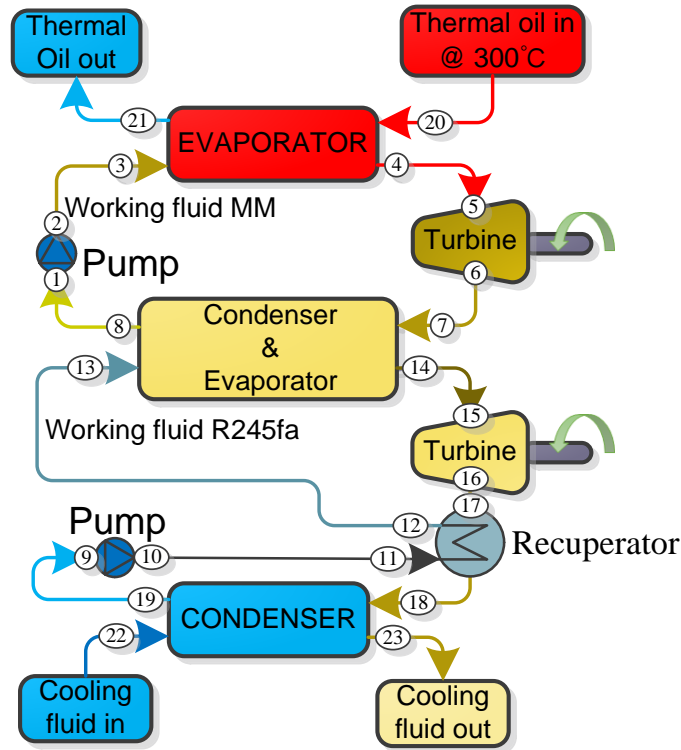 Thermal
Oil out
Thermal oil in
@ 300°C
21
20
EVAPORATOR
3
4
2
Working fluid MM
5
Turbine
Pump
1
6
8
Condenser
&
Evaporator
7
13
14
Working fluid R245fa
15
Turbine
16
17
Pump
12
9
10
11
Recuperator
19
CONDENSER
18
22
23
Cooling
fluid in
Cooling
fluid out